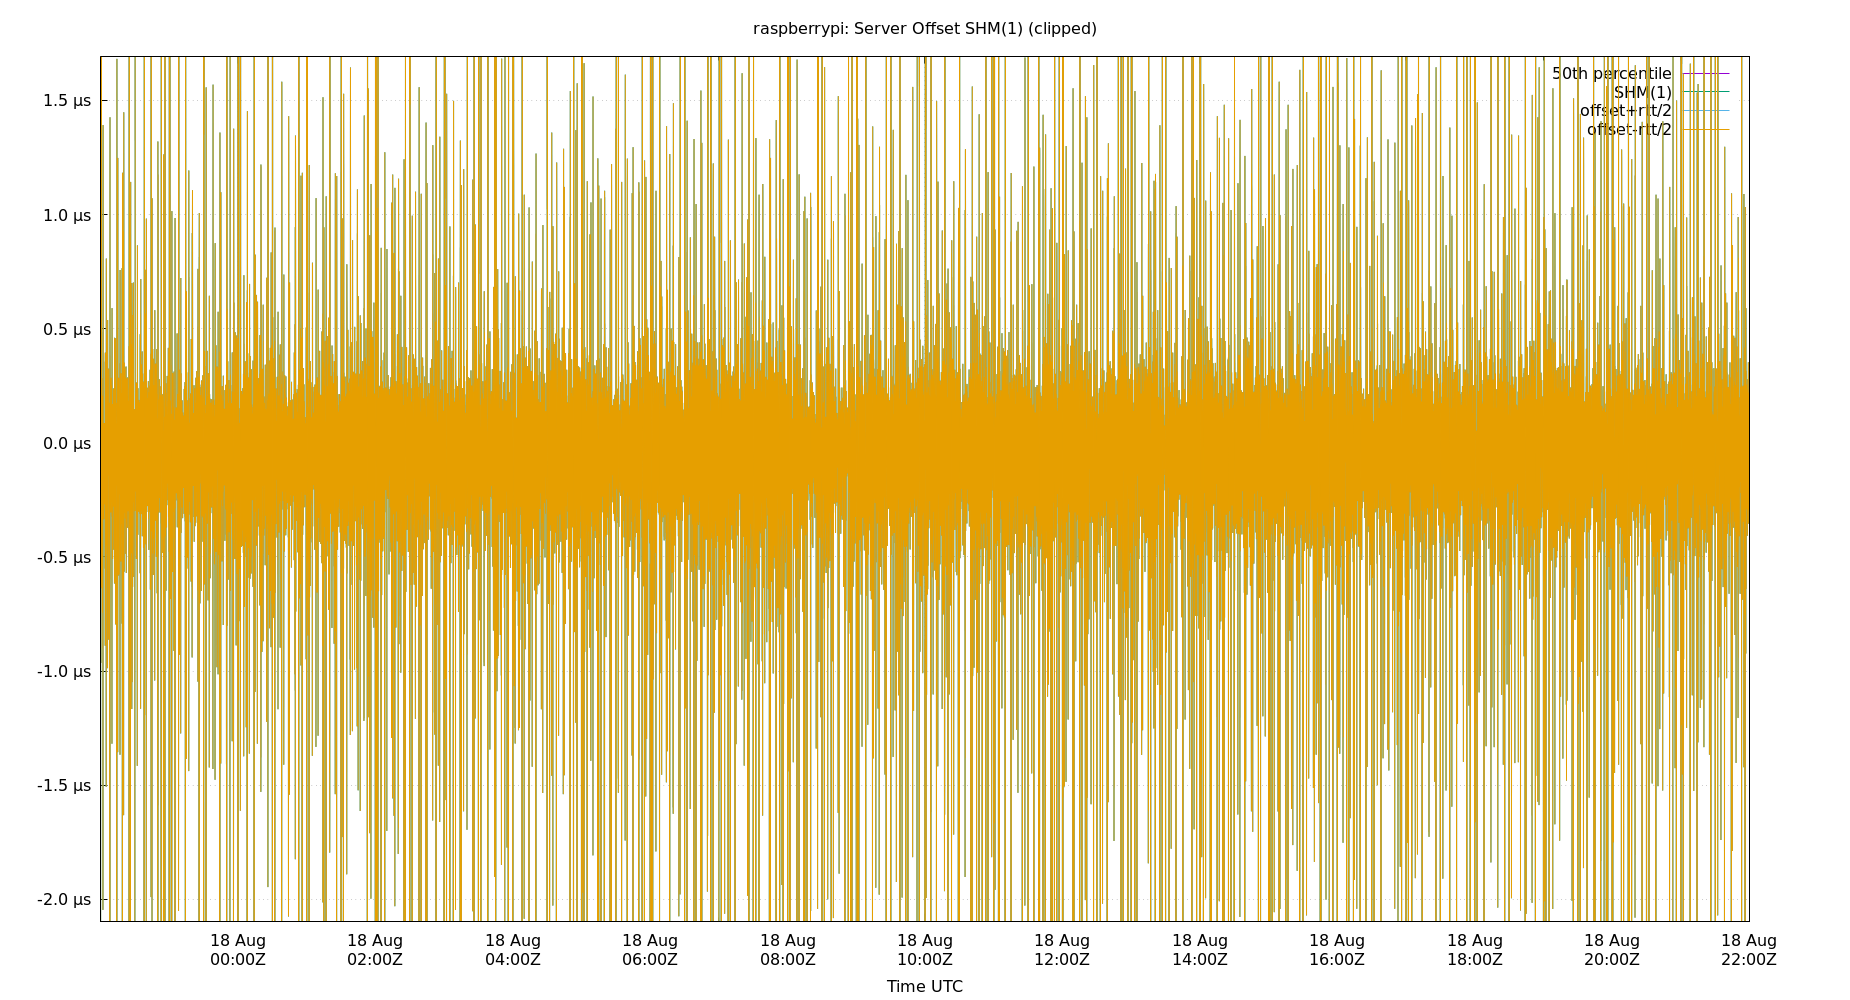 raspberrypi: Server Offset SHM(1) (clipped)
50th percentile
SHM(1)
offset+rtt/2
offset-rtt/2
1.5 µs
1.0 µs
0.5 µs
0.0 µs
-0.5 µs
-1.0 µs
-1.5 µs
-2.0 µs
18 Aug 18 Aug 18 Aug 18 Aug 18 Aug 18 Aug 18 Aug 18 Aug 18 Aug 18 Aug 18 Aug 18 Aug
00:00Z 02:00Z 04:00Z 06:00Z 08:00Z 10:00Z 12:00Z 14:00Z 16:00Z 18:00Z 20:00Z 22:00Z
Time UTC